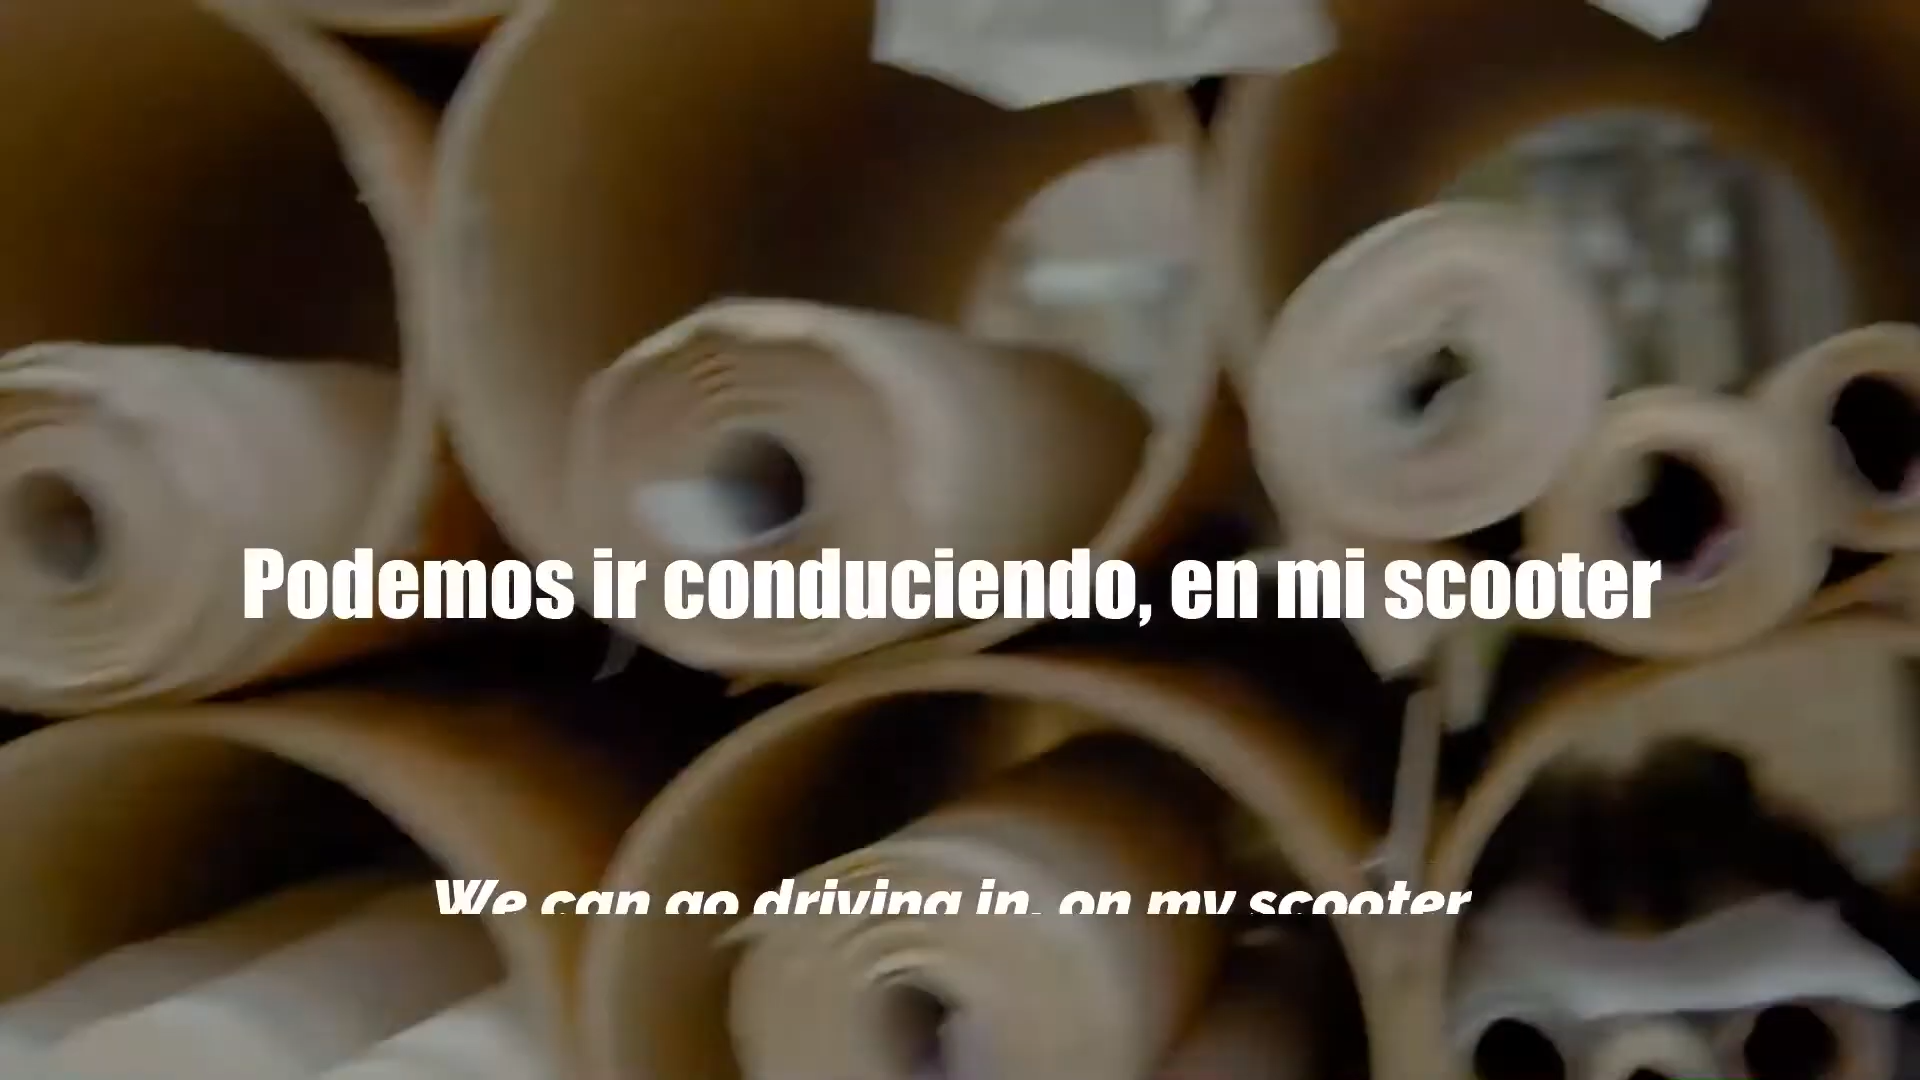 Podemos ir conduciendo, en mi scooter
We can go driving in, on my scooter